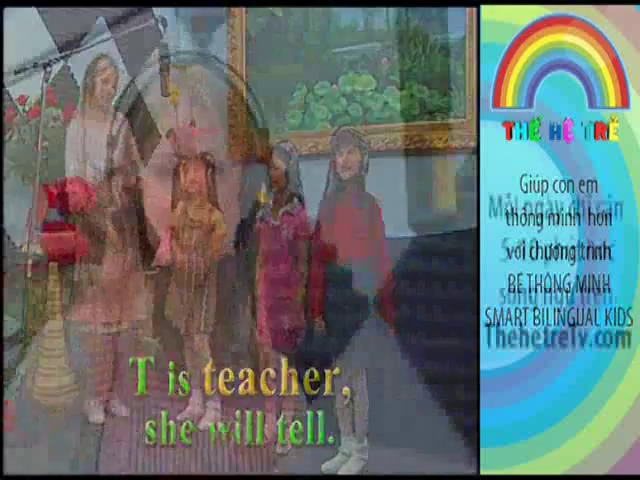 T is teacher,
she will tell.
THẾ HỆ TRẺ
Giúp con em
thông minh hơn
với chương trình
BÉ THÔNG MINH
SMART BILINGUAL KIDS
Thehetretv.com